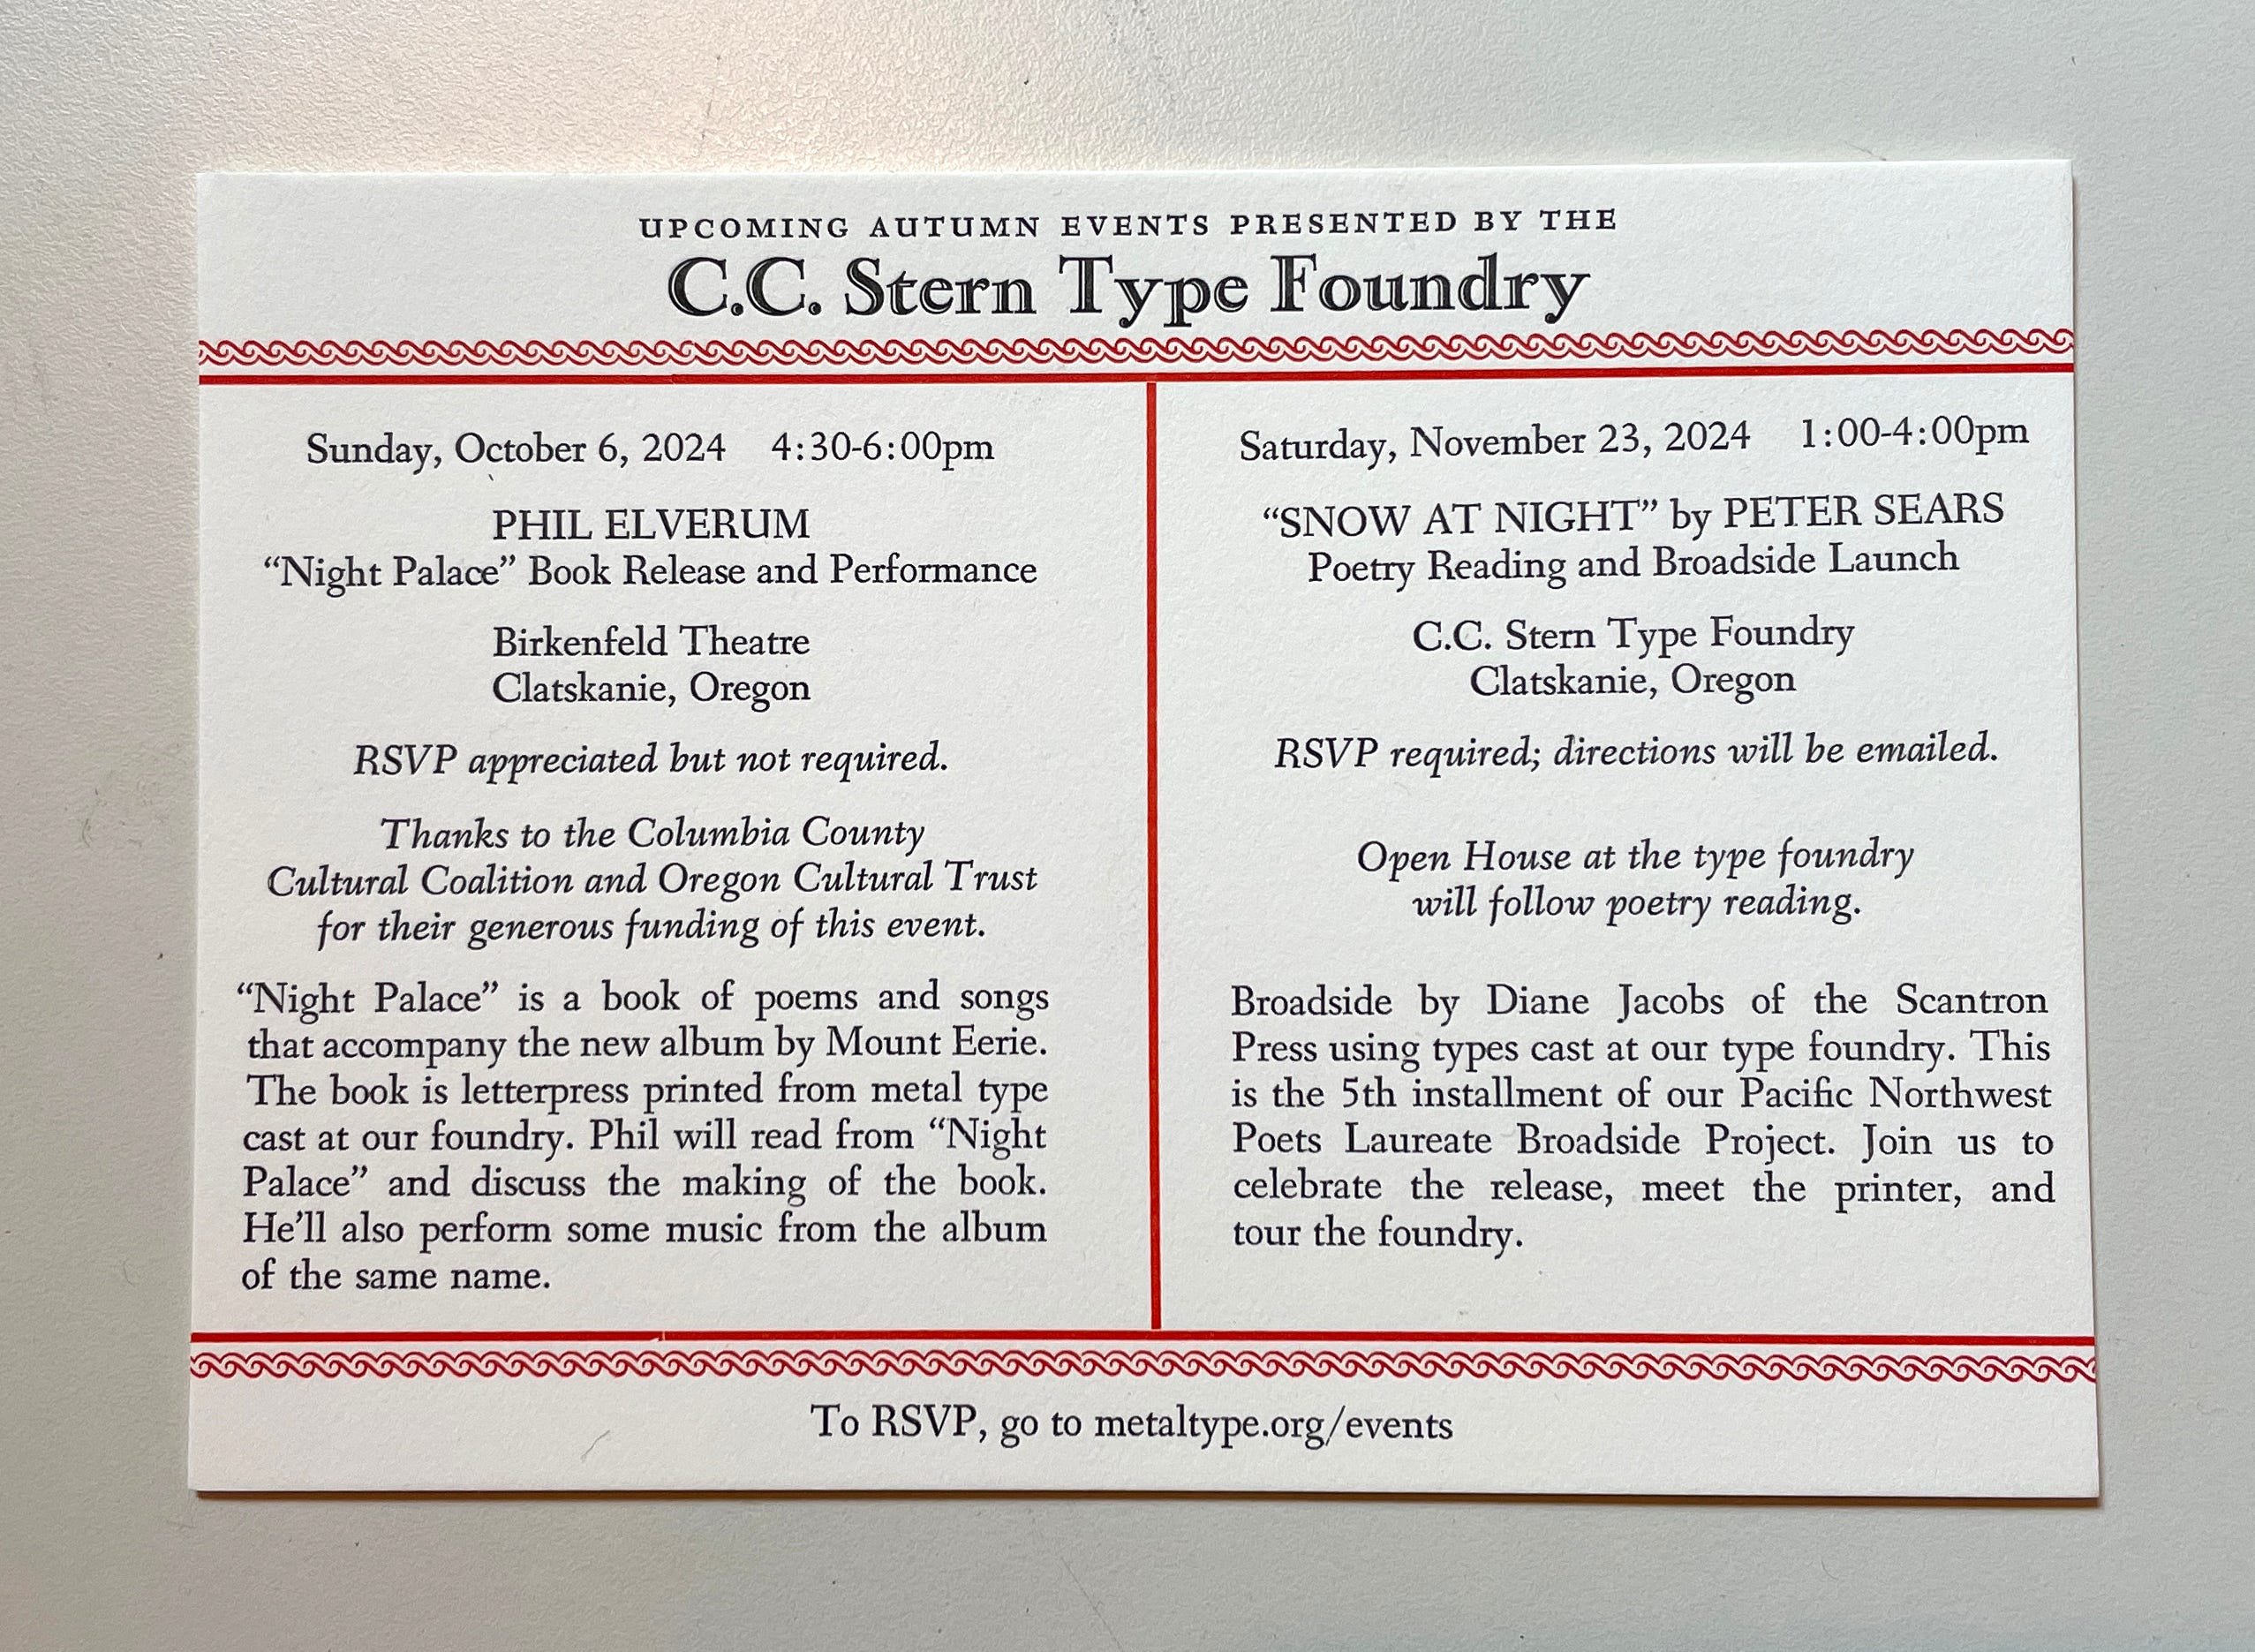 UPCOMING AUTUMN EVENTS PRESENTED BY THE
C.C. Stern Type Foundry
Sunday, October 6, 2024 4:30-6:00pm
PHIL ELVERUM
“Night Palace” Book Release and Performance
Birkenfeld Theatre
Clatskanie, Oregon
RSVP appreciated but not required.
Thanks to the Columbia County
Cultural Coalition and Oregon Cultural Trust
for their generous funding of this event.
“Night Palace” is a book of poems and songs
that accompany the new album by Mount Eerie.
The book is letterpress printed from metal type
cast at our foundry. Phil will read from “Night
Palace” and discuss the making of the book.
He’ll also perform some music from the album
of the same name.
Saturday, November 23, 2024 1:00-4:00pm
“SNOW AT NIGHT” by PETER SEARS
Poetry Reading and Broadside Launch
C.C. Stern Type Foundry
Clatskanie, Oregon
RSVP required; directions will be emailed.
Open House at the type foundry
will follow poetry reading.
Broadside by Diane Jacobs of the Scantron
Press using types cast at our type foundry. This
is the 5th installment of our Pacific Northwest
Poets Laureate Broadside Project. Join us to
celebrate the release, meet the printer, and
tour the foundry.
To RSVP, go to metaltype.org/events